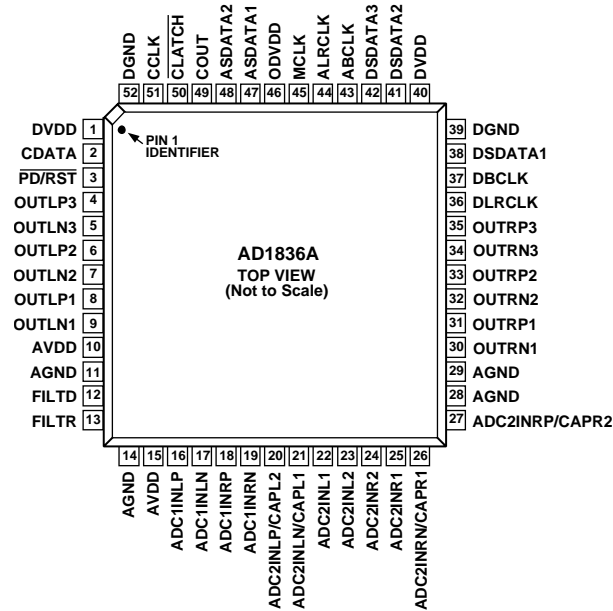 DGND
CCLK
CLATCH
COUT
ASDATA2
ASDATA1
ODVDD
MCLK
ALRCLK
ABCLK
DSDATA3
DSDATA2
DVDD
52 51 50 49 48 47 46 45 44 43 42 41 40
DVDD 1
CDATA 2
PD/RST 3
OUTLP3 4
OUTLN3 5
OUTLP2 6
OUTLN2 7
OUTLP1 8
OUTLN1 9
AVDD 10
AGND 11
FILTD 12
FILTR 13
PIN 1
IDENTIFIER
AD1836A
TOP VIEW
(Not to Scale)
39 DGND
38 DSDATA1
37 DBCLK
36 DLRCLK
35 OUTRP3
34 OUTRN3
33 OUTRP2
32 OUTRN2
31 OUTRP1
30 OUTRN1
29 AGND
28 AGND
27 ADC2INRP/CAPR2
14 15 16 17 18 19 20 21 22 23 24 25 26
AGND
AVDD
ADC1INLP
ADC1INLN
ADC1INRP
ADC1INRN
ADC2INLP/CAPL2
ADC2INLN/CAPL1
ADC2INL1
ADC2INL2
ADC2INR2
ADC2INR1
ADC2INRN/CAPR1